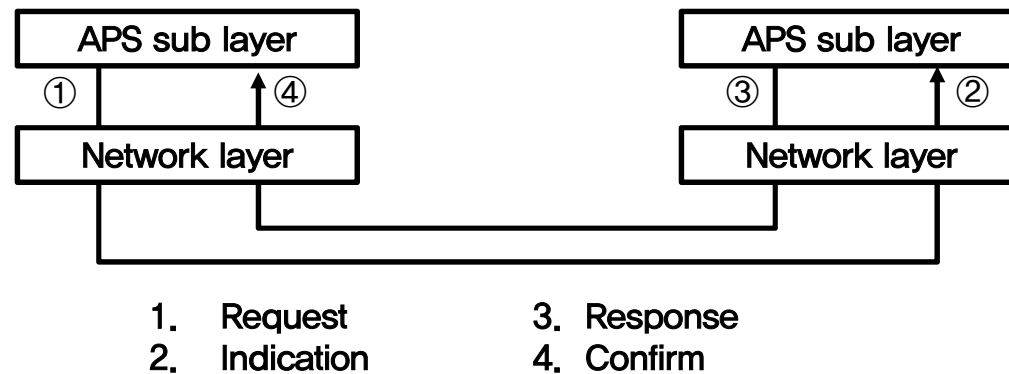 APS sub layer APS sub layer
① ④ ③ ②
Network layer Network layer
1. Request 3. Response
2. Indication 4. Confirm